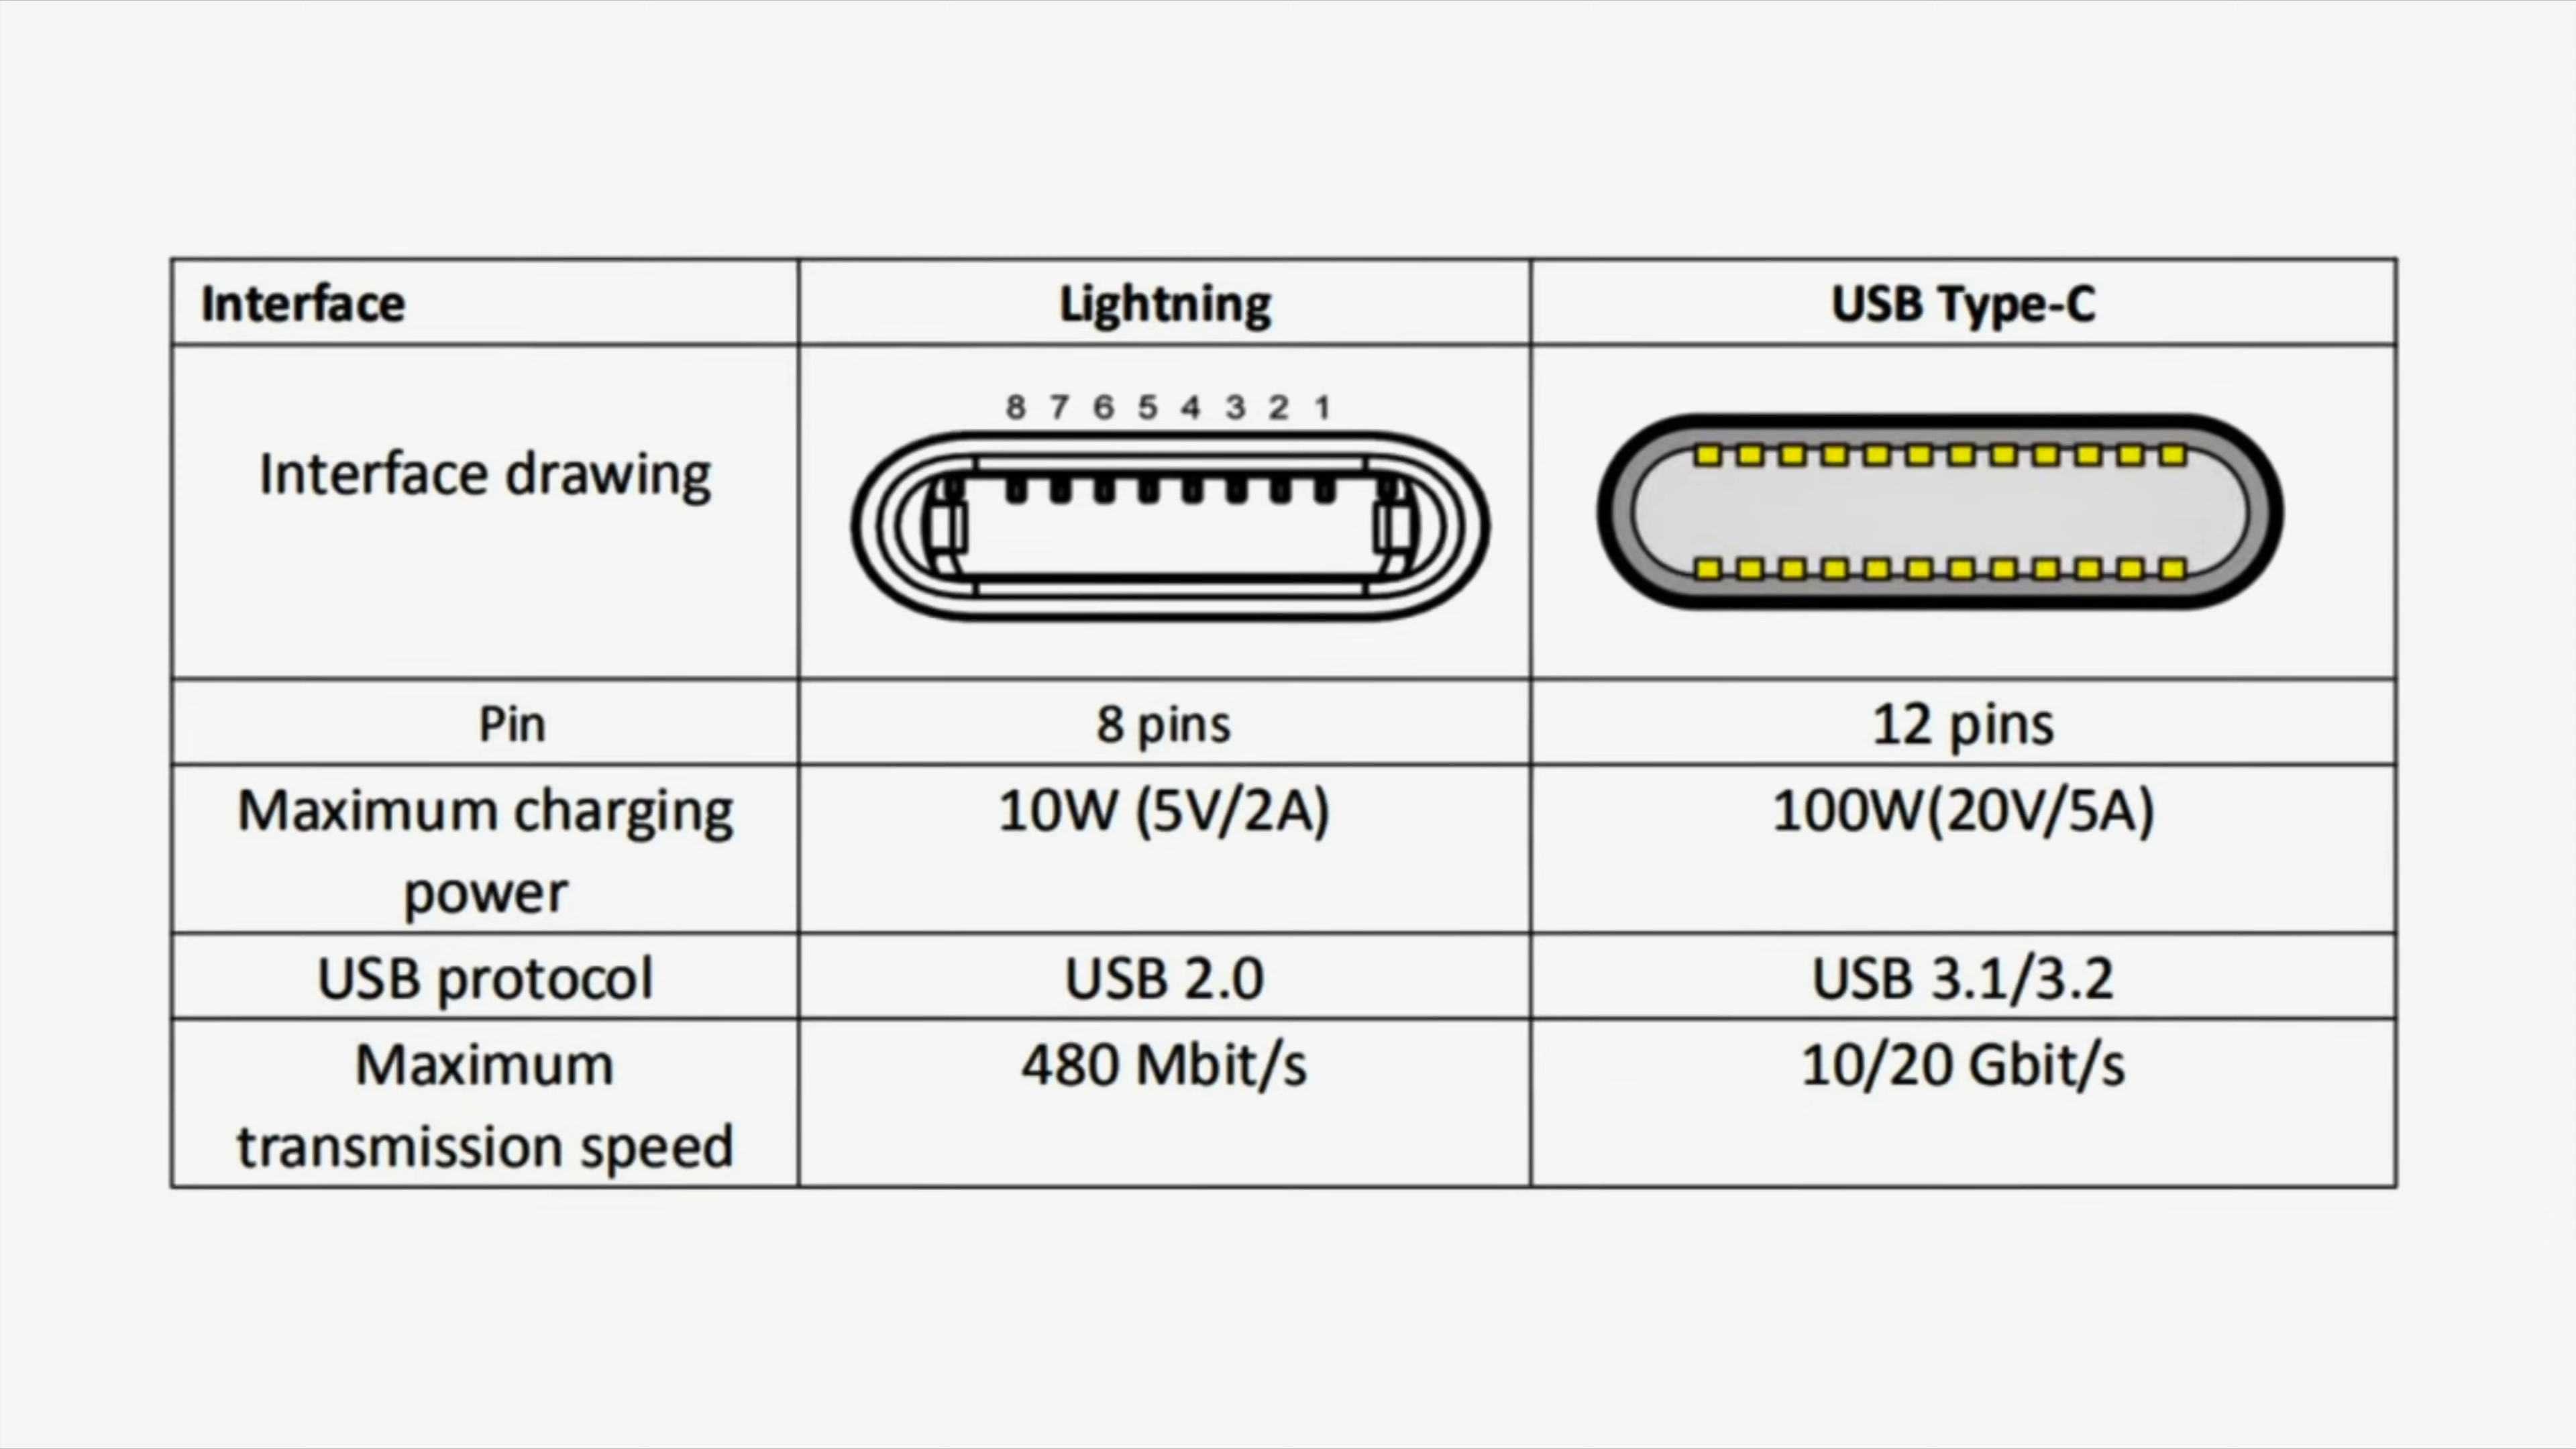 Interface
Lightning
USB Type-C
Interface drawing
8 7 6 5 4 3 2 1
Pin
8 pins
12 pins
Maximum charging
power
10W (5V/2A)
100W(20V/5A)
USB protocol
USB 2.0
USB 3.1/3.2
Maximum
transmission speed
480 Mbit/s
10/20 Gbit/s